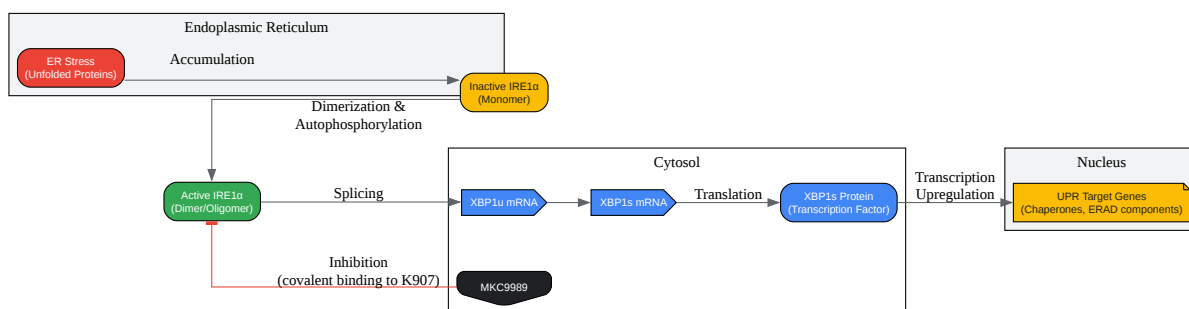 Endoplasmic Reticulum
ER Stress
(Unfolded Proteins)
Accumulation
Inactive IRE1α
(Monomer)
Dimerization &
Autophosphorylation
Cytosol
Nucleus
Active IRE1α
(Dimer/Oligomer)
Splicing
XBP1u mRNA
XBP1s mRNA
Translation
XBP1s Protein
(Transcription Factor)
Transcription
Upregulation
UPR Target Genes
(Chaperones, ERAD components)
Inhibition
(covalent binding to K907)
MKC9989